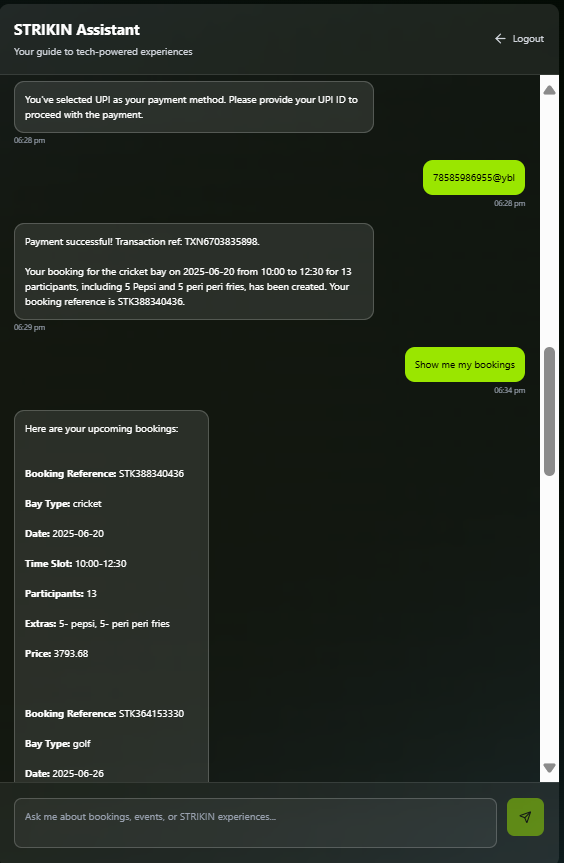 STRIKIN Assistant
Your guide to tech-powered experiences
Logout
You've selected UPI as your payment method. Please provide your UPI ID to
proceed with the payment.
06:28 pm
78585986955@ybl
06:28 pm
Payment successful! Transaction ref: TXN6703835898.
Your booking for the cricket bay on 2025-06-20 from 10:00 to 12:30 for 13
participants, including 5 Pepsi and 5 peri peri fries, has been created. Your
booking reference is STK388340436.
06:29 pm
Show me my bookings
06:34 pm
Here are your upcoming bookings:
Booking Reference: STK388340436
Bay Type: cricket
Date: 2025-06-20
Time Slot: 10:00-12:30
Participants: 13
Extras: 5- pepsi, 5- peri peri fries
Price: 3793.68
Booking Reference: STK364153330
Bay Type: golf
Date: 2025-06-26
Ask me about bookings, events, or STRIKIN experiences...